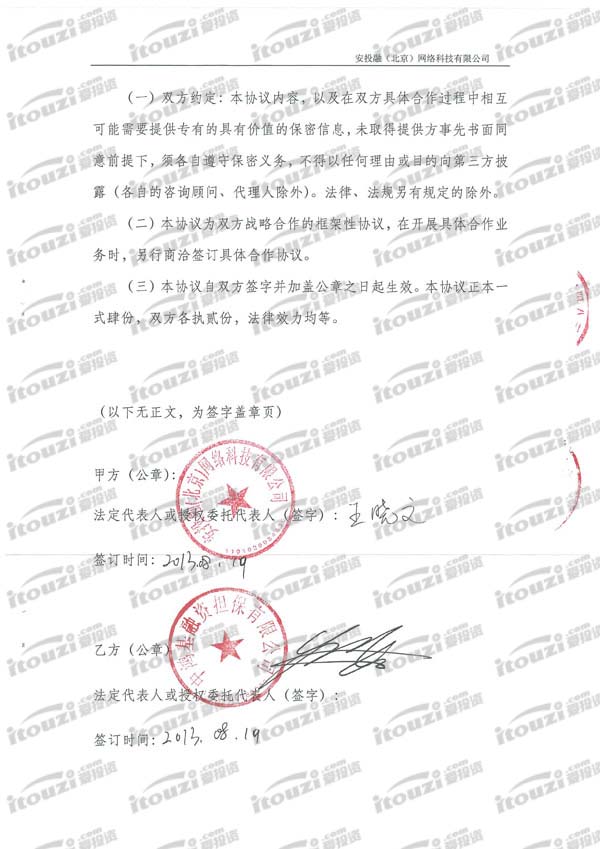 安投融（北京）网络科技有限公司
（一）双方约定：本协议内容，以及在双方具体合作过程中相互
可能需要提供专有的具有价值的保密信息，未取得提供方事先书面同
意前提下，须各自遵守保密义务，不得以任何理由或目的向第三方披
露（各自的咨询顾问、代理人除外）。法律、法规另有规定的除外。
（二）本协议为双方战略合作的框架性协议，在开展具体合作业
务时，另行商洽签订具体合作协议。
（三）本协议自双方签字并加盖公章之日起生效。本协议正本一
式肆份，双方各执贰份，法律效力均等。
（以下无正文，为签字盖章页）
甲方（公章）：
安投融(北京)网络科技有限公司
法定代表人或授权委托代表人（签字）：王晓文
签订时间：2013.08.19
乙方（公章）
融资担保有限公司
法定代表人或授权委托代表人（签字）：
签订时间：2013.08.19
itouzi.com
爱投资